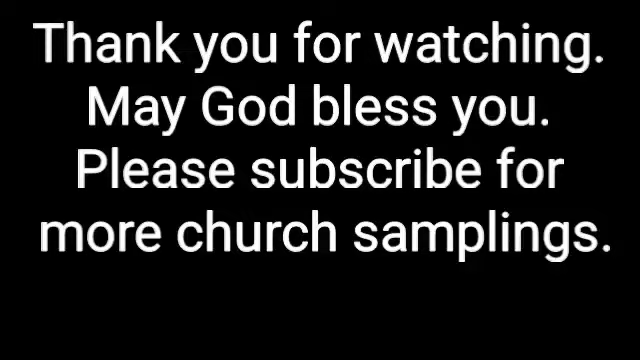 Thank you for watching.
May God bless you.
Please subscribe for
more church samplings.